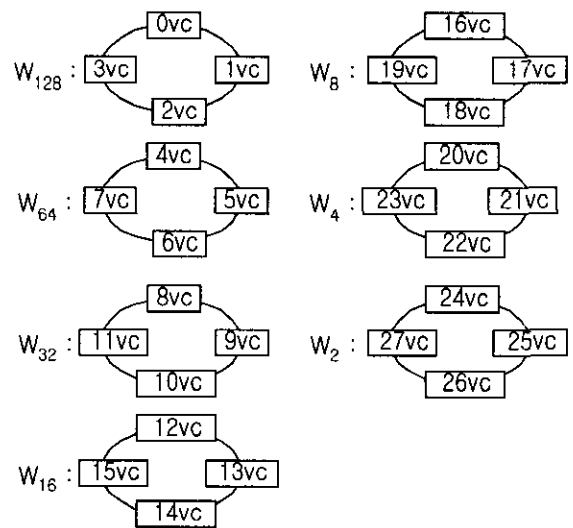 0vc
W128 : 3vc 1vc
2vc
4vc
W64 : 7vc 5vc
6vc
8vc
W32 : 11vc 9vc
10vc
12vc
W16 : 15vc 13vc
14vc
16vc
W8 : 19vc 17vc
18vc
20vc
W4 : 23vc 21vc
22vc
24vc
W2 : 27vc 25vc
26vc